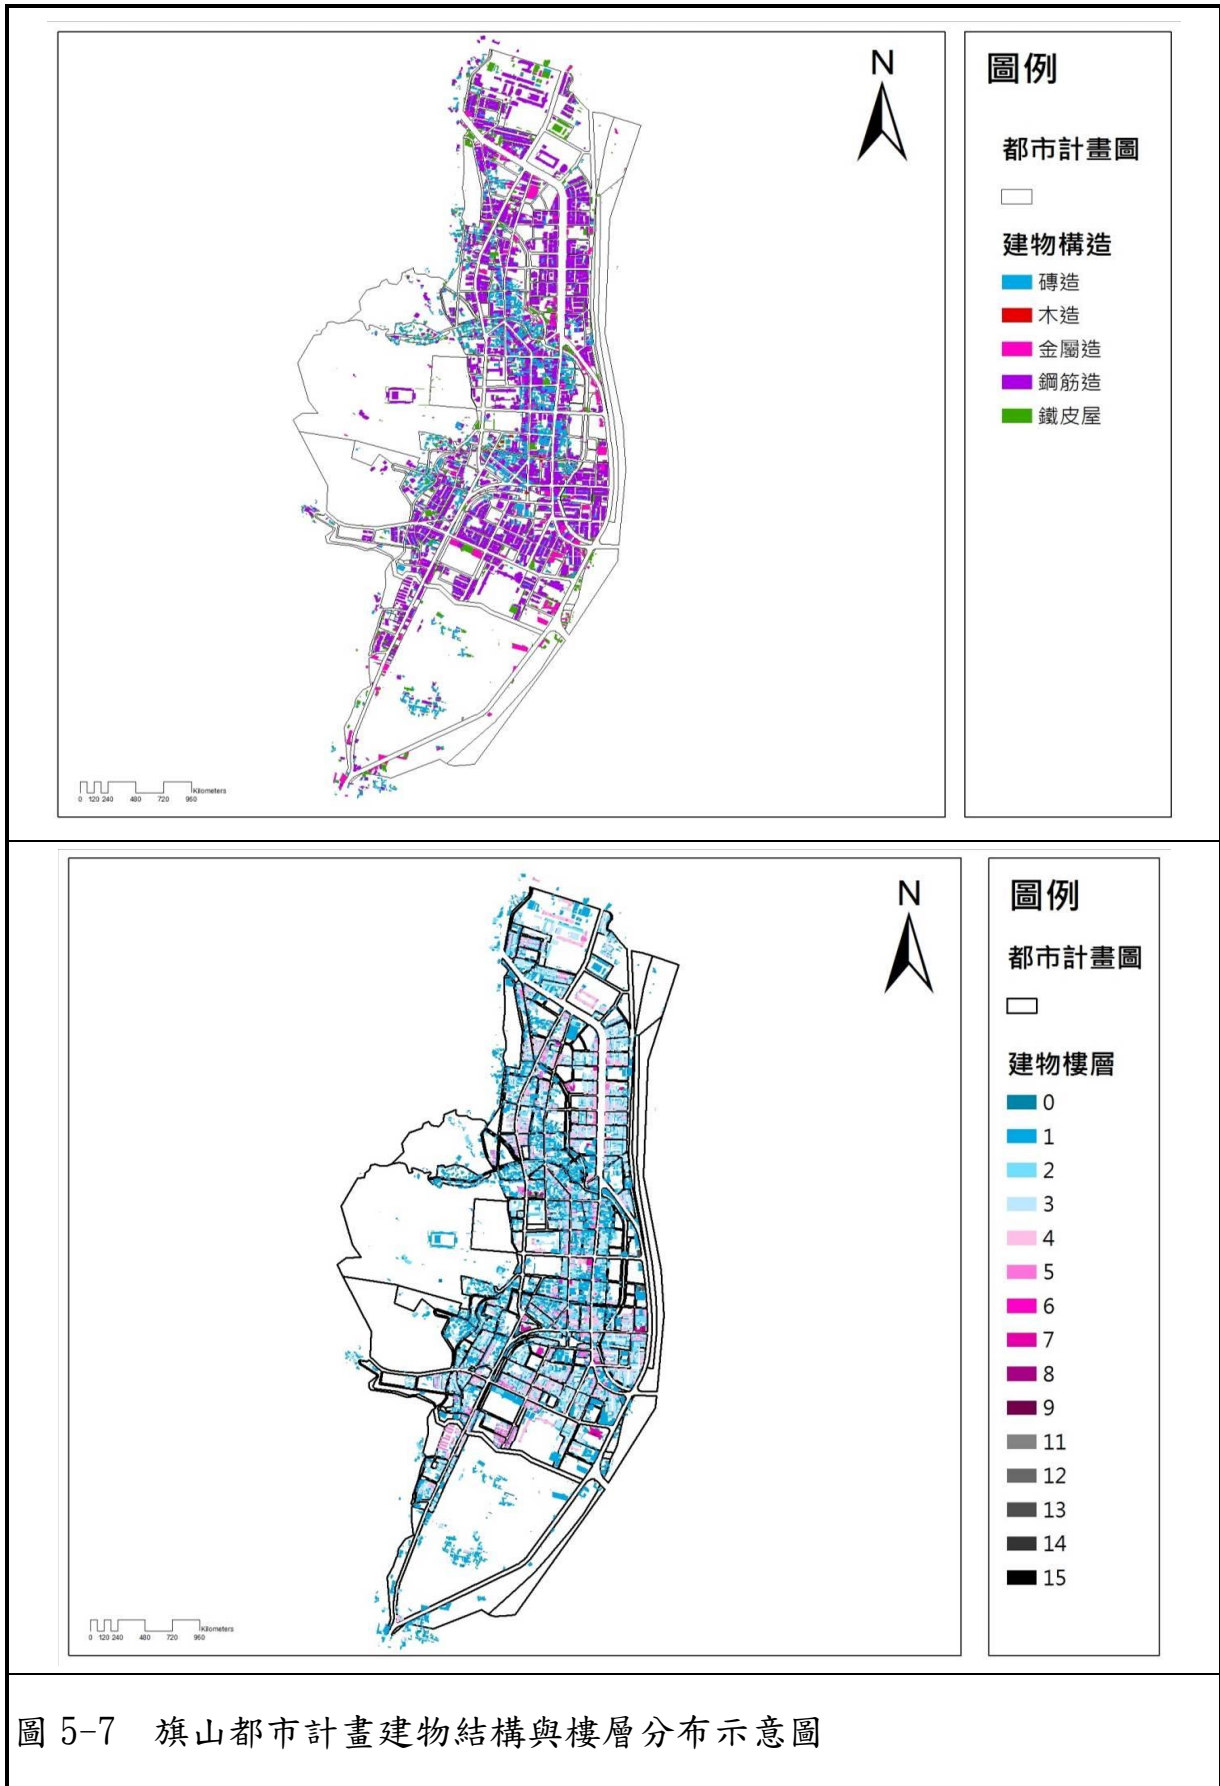 N
圖例
都市計畫圖
建物構造
磚造
木造
金屬造
鋼筋造
鐵皮屋
Kilometers
0 120 240 480 720 960
N
圖例
都市計畫圖
建物樓層
0
1
2
3
4
5
6
7
8
9
11
12
13
14
15
Kilometers
0 120 240 480 720 960
圖 5-7 旗山都市計畫建物結構與樓層分布示意圖